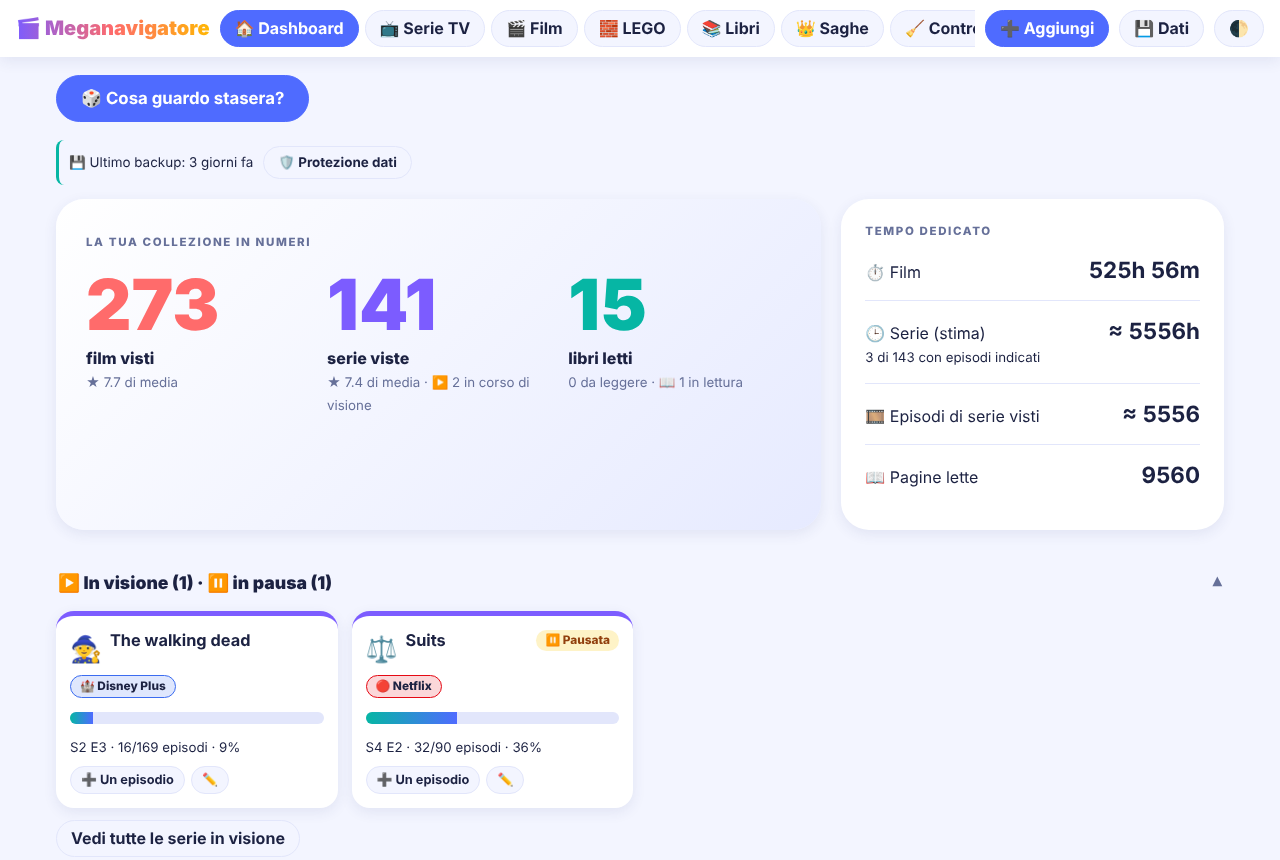 Meganavigatore
Dashboard
Serie TV
Film
LEGO
Libri
Saghe
Contro
Aggiungi
Dati
Cosa guardo stasera?
Ultimo backup: 3 giorni fa
Protezione dati
LA TUA COLLEZIONE IN NUMERI
273
film visti
★ 7.7 di media
141
serie viste
★ 7.4 di media · ▶️ 2 in corso di
visione
15
libri letti
0 da leggere · 📖 1 in lettura
TEMPO DEDICATO
Film 525h 56m
Serie (stima) ≈ 5556h
3 di 143 con episodi indicati
Episodi di serie visti ≈ 5556
Pagine lette 9560
In visione (1) · ⏸️ in pausa (1)
The walking dead
Disney Plus
S2 E3 · 16/169 episodi · 9%
➕ Un episodio
Suits
Pausata
Netflix
S4 E2 · 32/90 episodi · 36%
➕ Un episodio
Vedi tutte le serie in visione